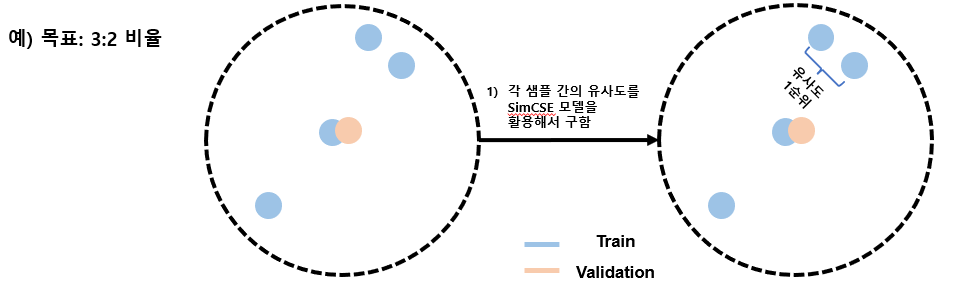 예) 목표: 3:2 비율
1) 각 샘플 간의 유사도를
SimCSE 모델을
활용해서 구함
유사도
1순위
Train
Validation